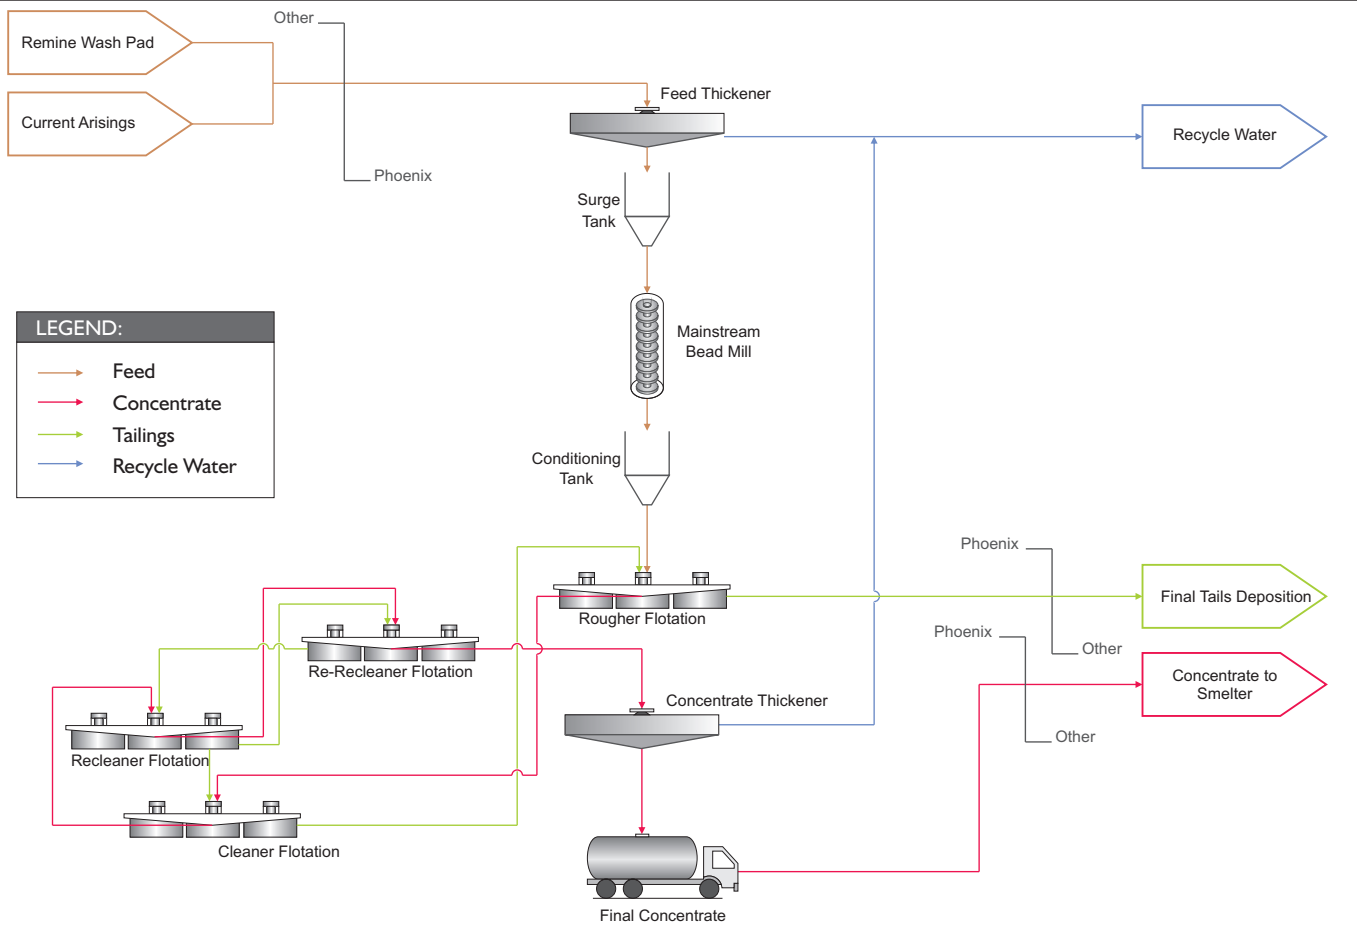 Other
Remine Wash Pad
Feed Thickener
Current Arisings
Recycle Water
Phoenix
Surge
Tank
LEGEND:
Feed
Concentrate
Tailings
Recycle Water
Mainstream
Bead Mill
Conditioning
Tank
Phoenix
Final Tails Deposition
Rougher Flotation
Phoenix
Other
Re-Recleaner Flotation
Concentrate to
Smelter
Concentrate Thickener
Other
Recleaner Flotation
Cleaner Flotation
Final Concentrate